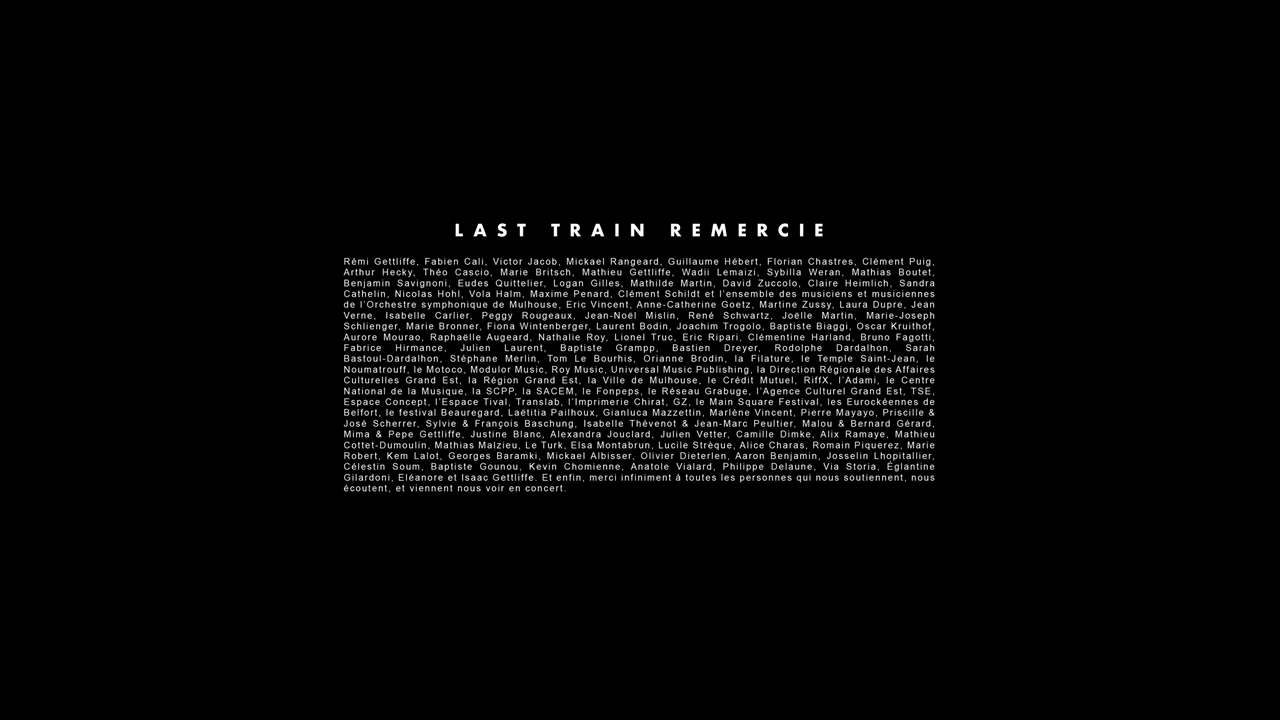 LAST TRAIN REMERCIE
Rémi Gettliffe, Fabien Cali, Victor Jacob, Mickael Rangeard, Guillaume Hébert, Florian Chastres, Clément Puig,
Arthur Hecky, Théo Cascio, Marie Britsch, Mathieu Gettliffe, Wadii Lemaizi, Sybilla Weran, Mathias Boutet,
Benjamin Savignoni, Eudes Quittelier, Logan Gilles, Mathilde Martin, David Zuccolo, Claire Heimlich, Sandra
Cathelin, Nicolas Hohl, Vola Halm, Maxime Penard, Clément Schildt et l'ensemble des musiciens et musiciennes
de l'Orchestre symphonique de Mulhouse, Eric Vincent, Anne-Catherine Goetz, Martine Zussy, Laura Dupre, Jean
Verne, Isabelle Carlier, Peggy Rougeaux, Jean-Noël Mislin, René Schwartz, Joëlle Martin, Marie-Joseph
Schlienger, Marie Bronner, Fiona Wintenberger, Laurent Bodin, Joachim Trogolo, Baptiste Biaggi, Oscar Kruithof,
Aurore Mourao, Raphaëlle Augeard, Nathalie Roy, Lionel Truc, Eric Ripari, Clémentine Harland, Bruno Fagotti,
Fabrice Hirmance, Julien Laurent, Baptiste Grampp, Bastien Dreyer, Rodolphe Dardalhon, Sarah
Bastoul-Dardalhon, Stéphane Merlin, Tom Le Bourhis, Orianne Brodin, la Filature, le Temple Saint-Jean, le
Noumatrouff, le Motoco, Modulor Music, Roy Music, Universal Music Publishing, la Direction Régionale des Affaires
Culturelles Grand Est, la Région Grand Est, la Ville de Mulhouse, le Crédit Mutuel, RiffX, l'Adami, le Centre
National de la Musique, la SCPP, la SACEM, le Fonpeps, le Réseau Grabuge, l'Agence Culturel Grand Est, TSE,
Espace Concept, l'Espace Tival, Translab, l'Imprimerie Chirat, GZ, le Main Square Festival, les Eurockéennes de
Belfort, le festival Beauregard, Laëtitia Pailhoux, Gianluca Mazzettin, Marlène Vincent, Pierre Mayayo, Priscille &
José Scherrer, Sylvie & François Baschung, Isabelle Thévenot & Jean-Marc Peultier, Malou & Bernard Gérard,
Mima & Pepe Gettliffe, Justine Blanc, Alexandra Jouclard, Julien Vetter, Camille Dimke, Alix Ramaye, Mathieu
Cottet-Dumoulin, Mathias Malzieu, Le Turk, Elsa Montabrun, Lucile Strèque, Alice Charas, Romain Piquerez, Marie
Robert, Kem Lalot, Georges Baramki, Mickael Albisser, Olivier Dieterlen, Aaron Benjamin, Josselin Lhopitallier,
Célestin Soum, Baptiste Gounou, Kevin Chomienne, Anatole Vialard, Philippe Delaune, Via Storia, Églantine
Gilardoni, Eléanore et Isaac Gettliffe. Et enfin, merci infiniment à toutes les personnes qui nous soutiennent, nous
écoutent, et viennent nous voir en concert.